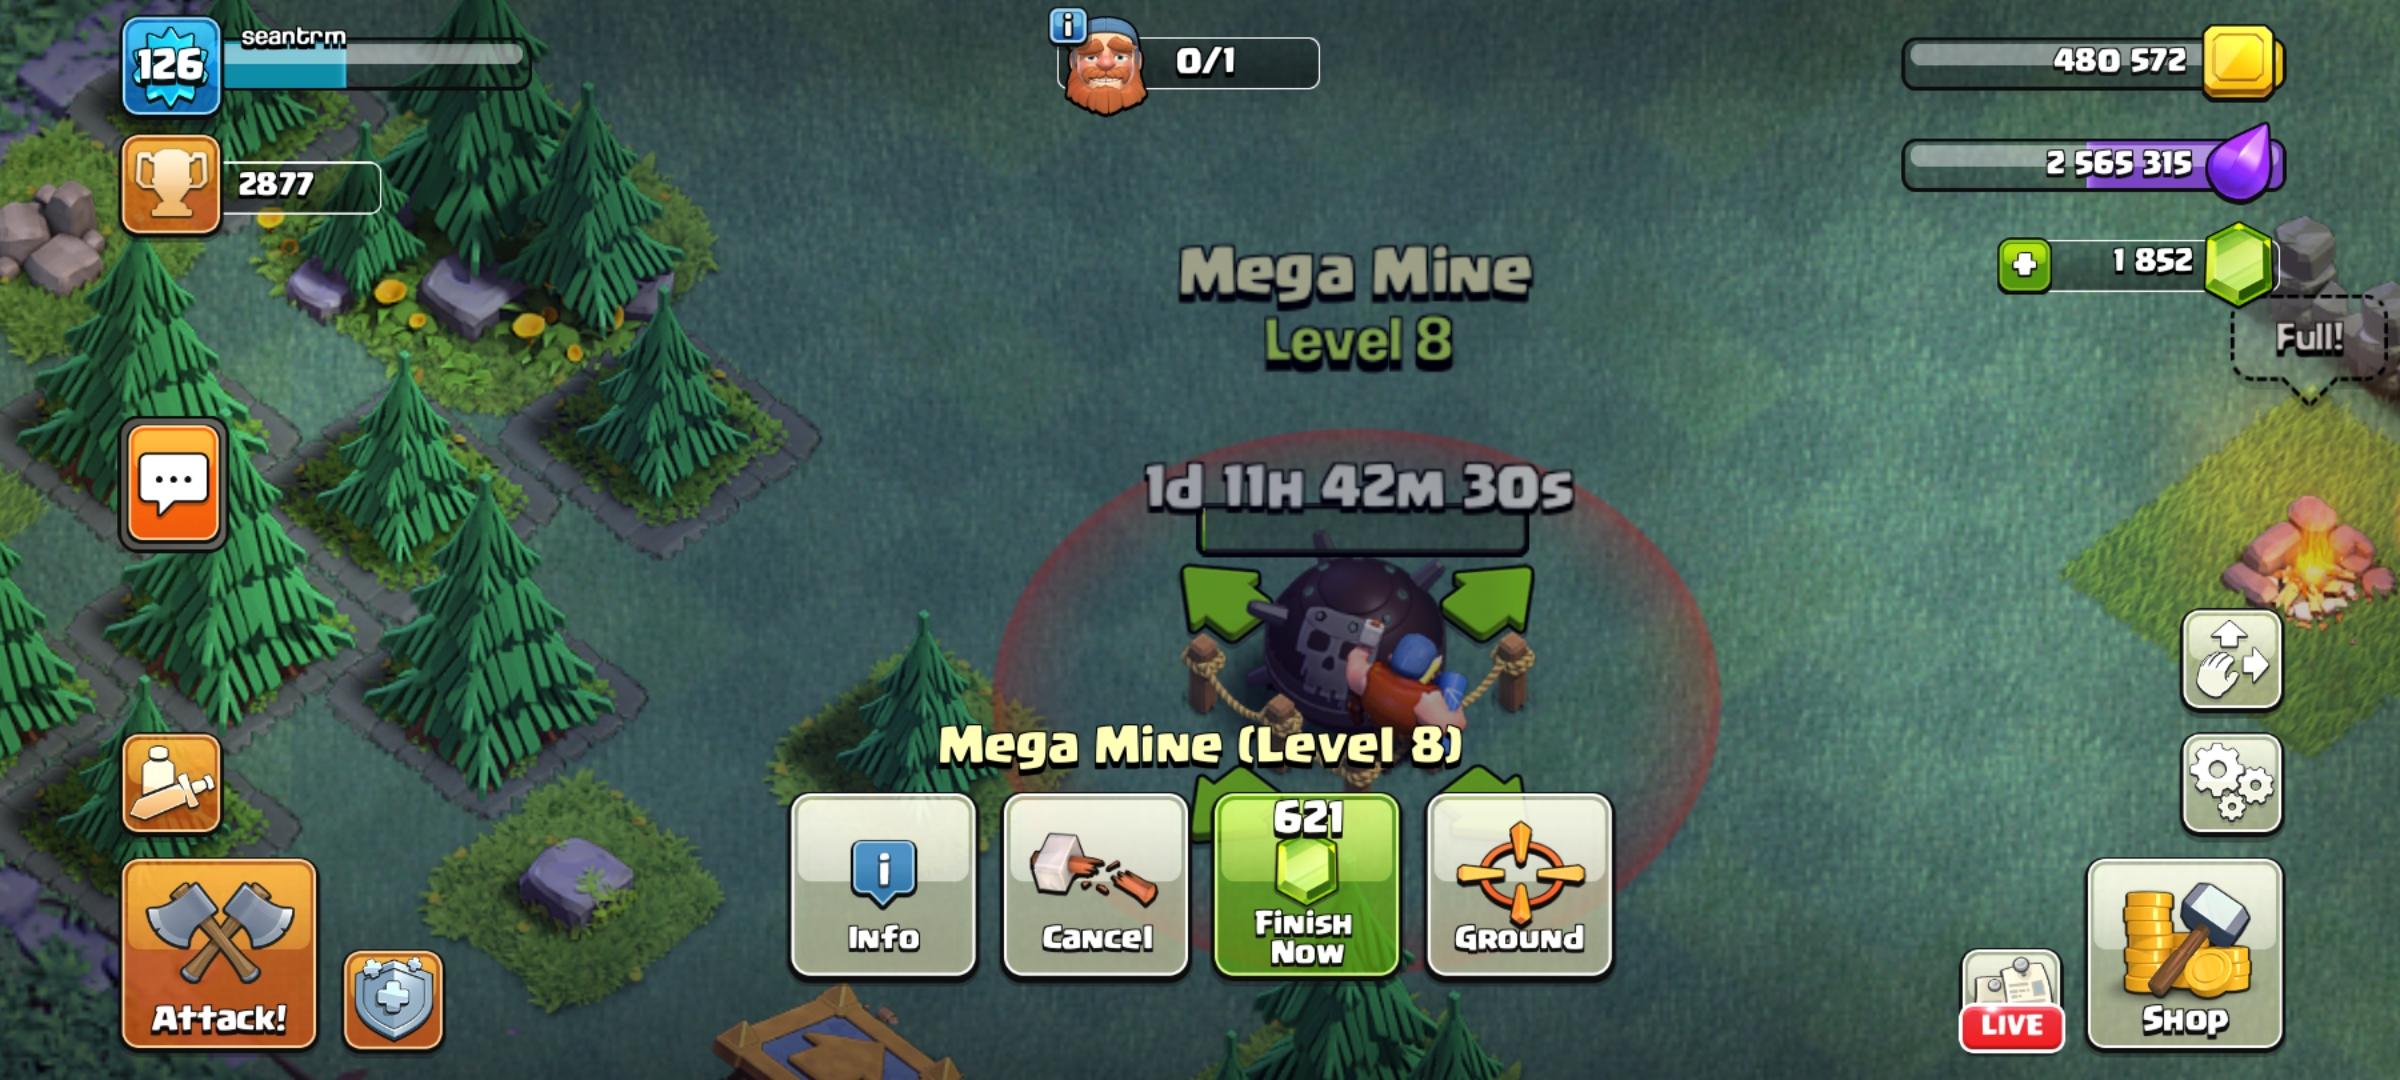 126
seantrm
0/1
480 572
2877
2 565 315
1 852
Mega Mine
Level 8
Full!
1d 11H 42M 30s
Mega Mine (Level 8)
Info
Cancel
621
Finish
Now
Ground
Attack!
LIVE
Shop